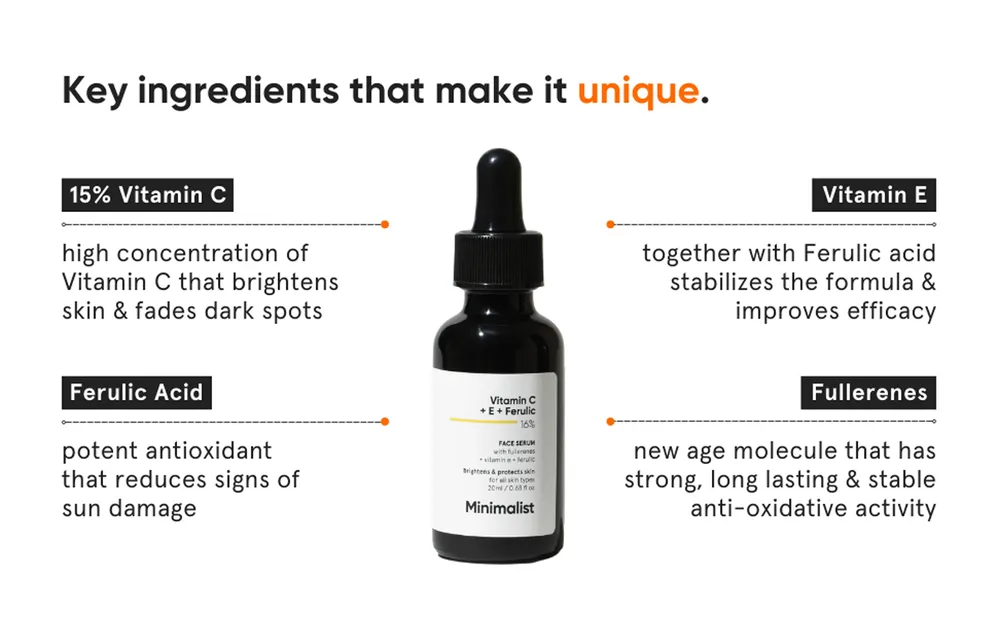 Key ingredients that make it unique.
15% Vitamin C
high concentration of
Vitamin C that brightens
skin & fades dark spots
Ferulic Acid
potent antioxidant
that reduces signs of
sun damage
Vitamin C
+ E + Ferulic
16%
FACE SERUM
with fullerenes
+ vitamin e + ferulic
Brightens & protects skin
for all skin types
20ml / 0.68 fl oz
Minimalist
Vitamin E
together with Ferulic acid
stabilizes the formula &
improves efficacy
Fullerenes
new age molecule that has
strong, long lasting & stable
anti-oxidative activity